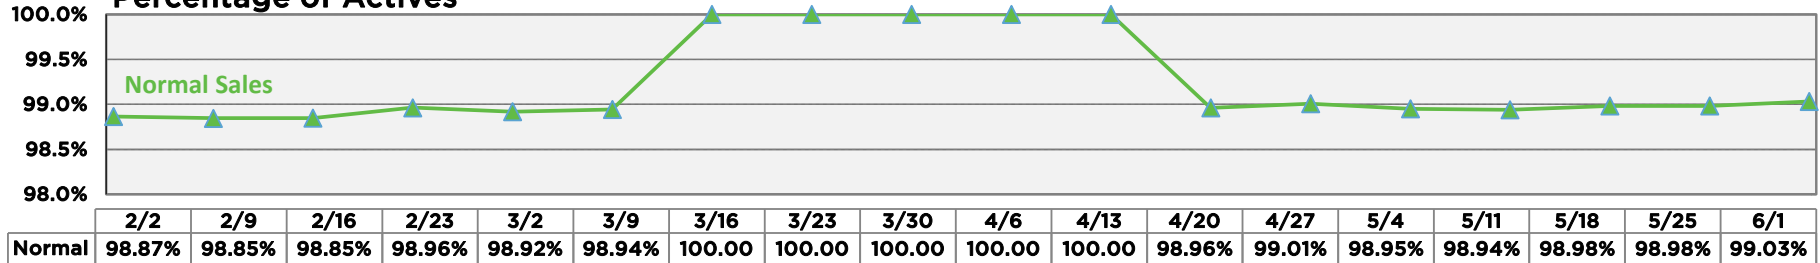 Percentage of Actives
100.0%
99.5%
Normal Sales
99.0%
98.5%
98.0%
2/2 2/9 2/16 2/23 3/2 3/9 3/16 3/23 3/30 4/6 4/13 4/20 4/27 5/4 5/11 5/18 5/25 6/1
Normal 98.87% 98.85% 98.85% 98.96% 98.92% 98.94% 100.00 100.00 100.00 100.00 100.00 98.96% 99.01% 98.95% 98.94% 98.98% 98.98% 99.03%